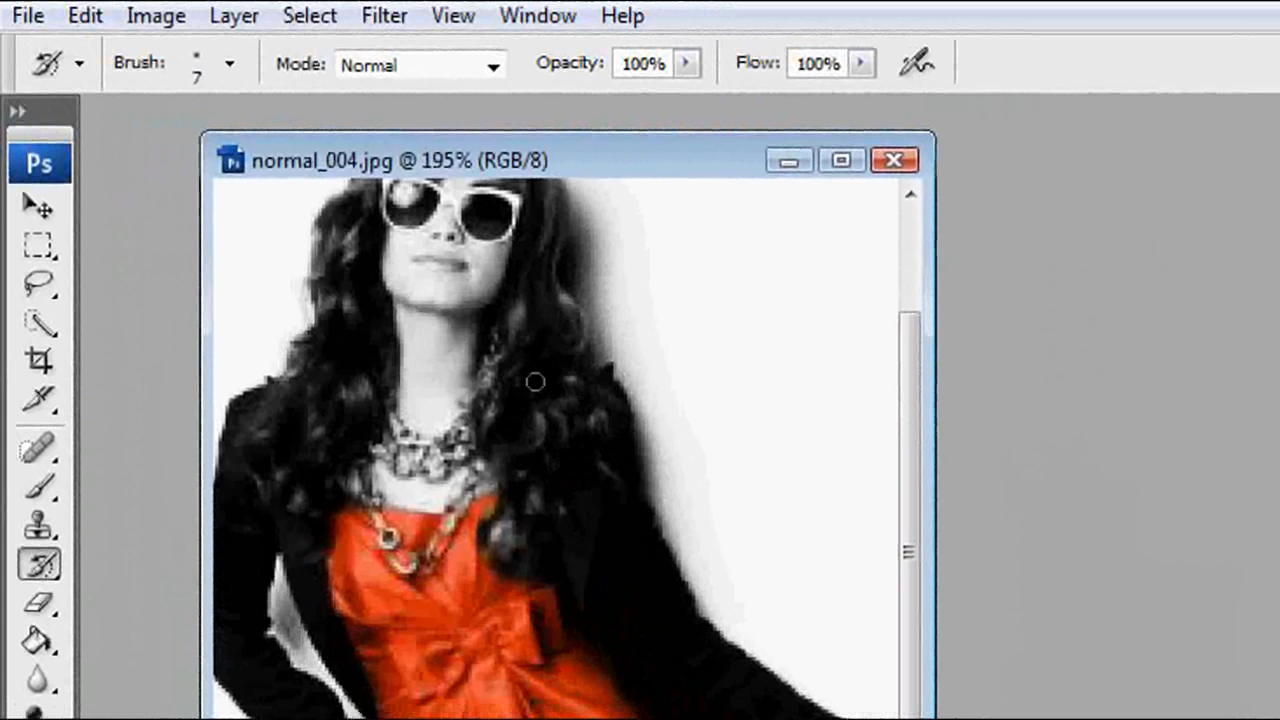 File Edit Image Layer Select Filter View Window Help
Brush: 7 Mode: Normal Opacity: 100% Flow: 100%
Ps
Ps normal_004.jpg @ 195% (RGB/8)